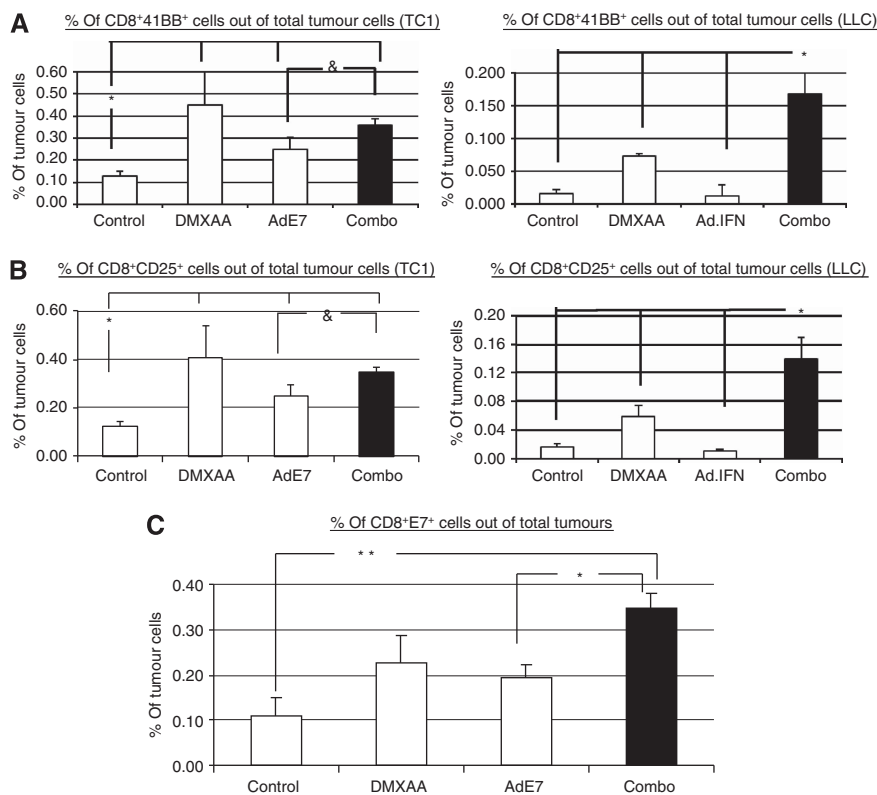 A
% Of CD8+41BB+ cells out of total tumour cells (TC1)
% Of tumour cells
0.60
0.50
0.40
0.30
0.20
0.10
0.00
*
&
Control DMXAA AdE7 Combo
% Of CD8+41BB+ cells out of total tumour cells (LLC)
% Of tumour cells
0.200
0.150
0.100
0.050
0.000
*
Control DMXAA Ad.IFN Combo
B
% Of CD8+CD25+ cells out of total tumour cells (TC1)
% Of tumour cells
0.60
0.40
0.20
0.00
*
&
Control DMXAA AdE7 Combo
% Of CD8+CD25+ cells out of total tumour cells (LLC)
% Of tumour cells
0.20
0.16
0.12
0.08
0.04
0.00
*
Control DMXAA Ad.IFN Combo
C
% Of CD8+E7+ cells out of total tumours
% Of tumour cells
0.40
0.30
0.20
0.10
0.00
* *
*
Control DMXAA AdE7 Combo